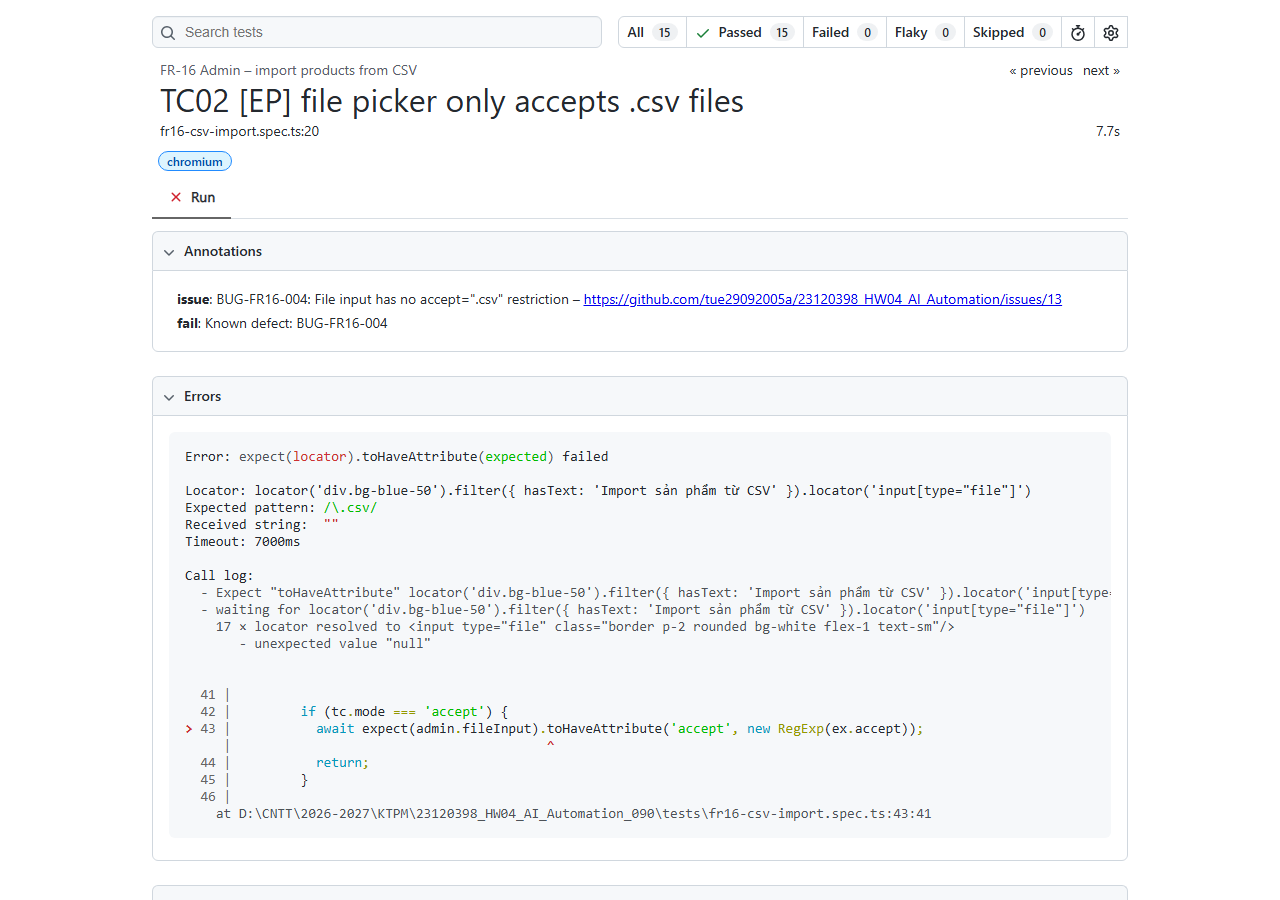 Search tests
All 15 Passed 15 Failed 0 Flaky 0 Skipped 0
FR-16 Admin – import products from CSV
« previous next »
TC02 [EP] file picker only accepts .csv files
fr16-csv-import.spec.ts:20
7.7s
chromium
Run
Annotations
issue: BUG-FR16-004: File input has no accept=".csv" restriction – https://github.com/tue29092005a/23120398_HW04_AI_Automation/issues/13
fail: Known defect: BUG-FR16-004
Errors
Error: expect(locator).toHaveAttribute(expected) failed
Locator: locator('div.bg-blue-50').filter({ hasText: 'Import sản phẩm từ CSV' }).locator('input[type="file"]')
Expected pattern: /\.csv/
Received string: ""
Timeout: 7000ms
Call log:
- Expect "toHaveAttribute" locator('div.bg-blue-50').filter({ hasText: 'Import sản phẩm từ CSV' }).locator('input[type=
- waiting for locator('div.bg-blue-50').filter({ hasText: 'Import sản phẩm từ CSV' }).locator('input[type="file"]')
17 × locator resolved to <input type="file" class="border p-2 rounded bg-white flex-1 text-sm"/>
- unexpected value "null"
41 |
42 | if (tc.mode === 'accept') {
> 43 | await expect(admin.fileInput).toHaveAttribute('accept', new RegExp(ex.accept));
| ^
44 | return;
45 | }
46 |
at D:\CNTT\2026-2027\KTPM\23120398_HW04_AI_Automation_090\tests\fr16-csv-import.spec.ts:43:41